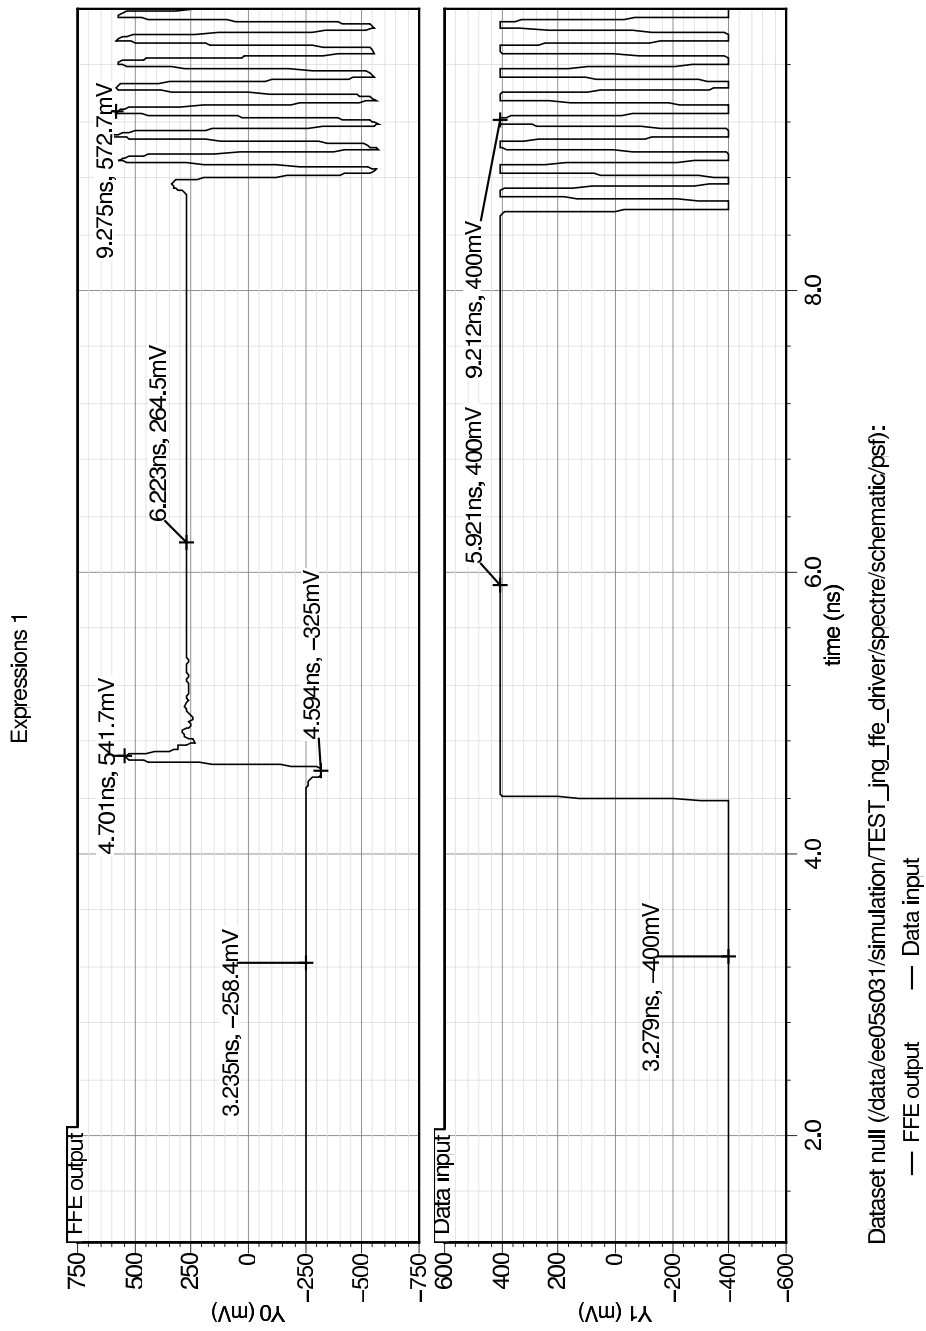 Expressions 1
FFE output
750
500
250
0
−250
−500
−750
Y0 (mV)
3.235ns, −258.4mV
4.701ns, 541.7mV
4.594ns, −325mV
6.223ns, 264.5mV
9.275ns, 572.7mV
Data input
600
400
200
0
−200
−400
−600
Y1 (mV)
3.279ns, −400mV
5.921ns, 400mV
9.212ns, 400mV
2.0
4.0
6.0
8.0
time (ns)
Dataset null (/data/ee05s031/simulation/TEST_jng_ffe_driver/spectre/schematic/psf):
— FFE output — Data input